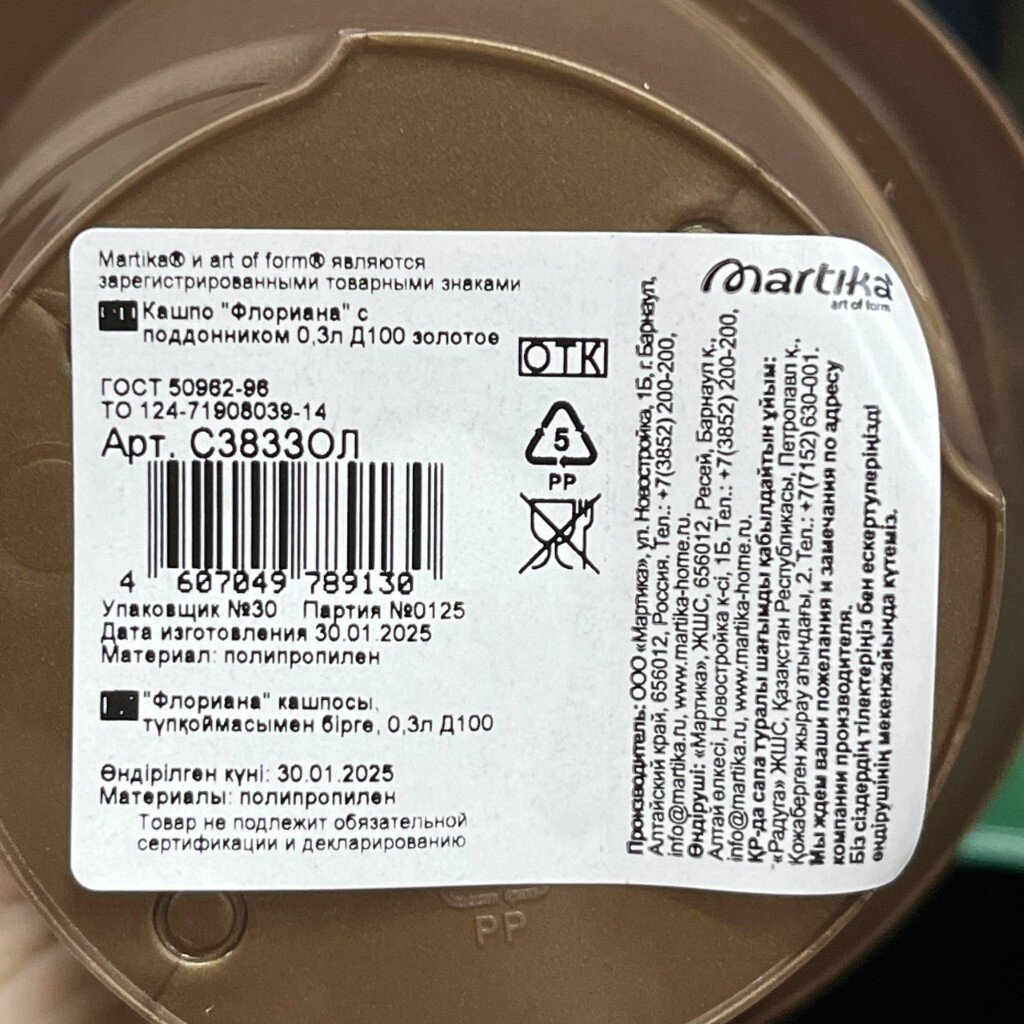 Martika® и art of form® являются
зарегистрированными товарными знаками
Кашпо "Флориана" с
поддонником 0,3л Д100 золотое
ГОСТ 50962-96
ТО 124-71908039-14
Арт. С3833ОЛ
4 607049 789130
Упаковщик №30 Партия №0125
Дата изготовления 30.01.2025
Материал: полипропилен
"Флориана" кашпосы,
түпқоймасымен бірге, 0,3л Д100
Өндірілген күні: 30.01.2025
Материалы: полипропилен
Товар не подлежит обязательной
сертификации и декларированию
ОТК
5
PP
martika
art of form
Производитель: ООО «Мартика», ул. Новостройка, 1Б, г. Барнаул,
Алтайский край, 656012, Россия. Тел.: +7(3852) 200-200,
info@martika.ru, www.martika-home.ru.
Өндіруші: «Мартика», ЖШС, 656012, Ресей, Барнаул қ.,
Алтай өлкесі, Новостройка к-сі, 1Б. Тел.: +7(3852) 200-200,
info@martika.ru, www.martika-home.ru.
ҚР-да сапа туралы шағымды қабылдайтын ұйым:
«Радуга» ЖШС, Қазақстан Республикасы, Петропавл қ.,
Қожаберген жырау атындағы, 2. Тел.: +7(7152) 630-001.
Мы ждем ваши пожелания и замечания по адресу
компании производителя.
Біз сіздердің тілектеріңіз бен ескертулеріңізді
өндірушінің мекенжайында күтеміз.
PP